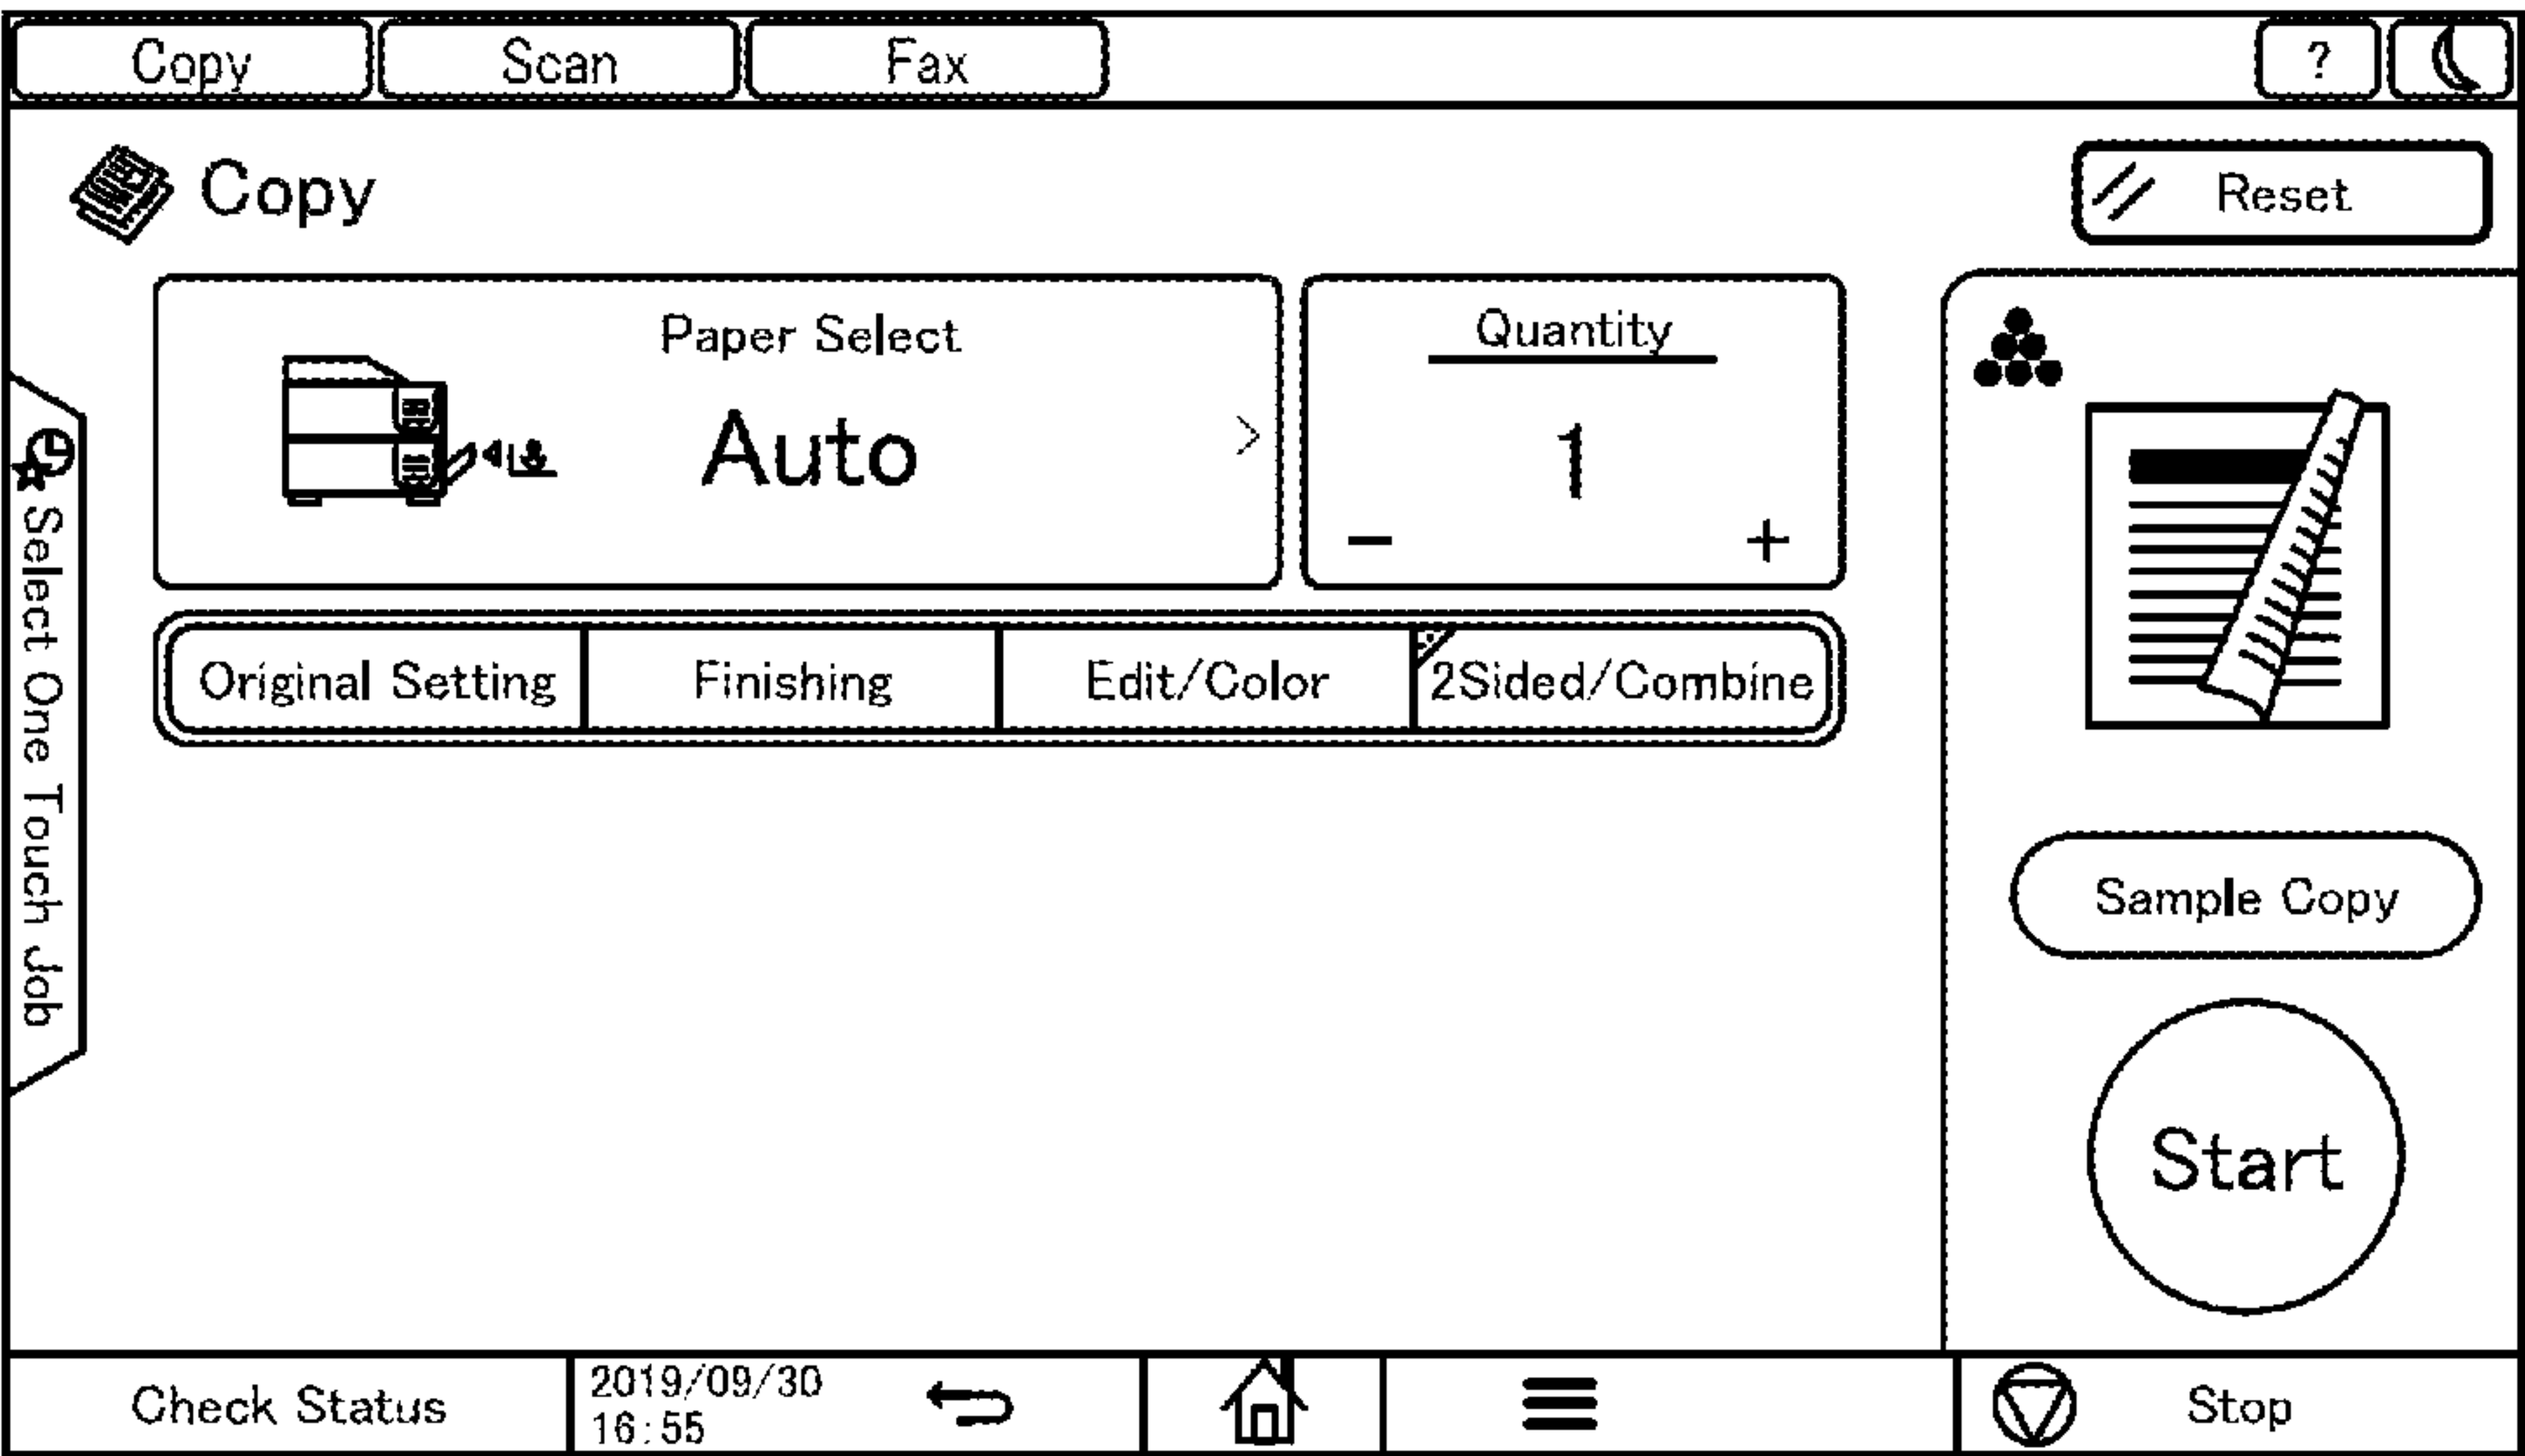 Copy
Scan
Fax
?
Copy
Reset
Paper Select
Auto
>
Quantity
1
- +
Select One Touch Job
Original Setting
Finishing
Edit/Color
2Sided/Combine
Sample Copy
Start
Check Status
2019/09/30
16:55
Stop